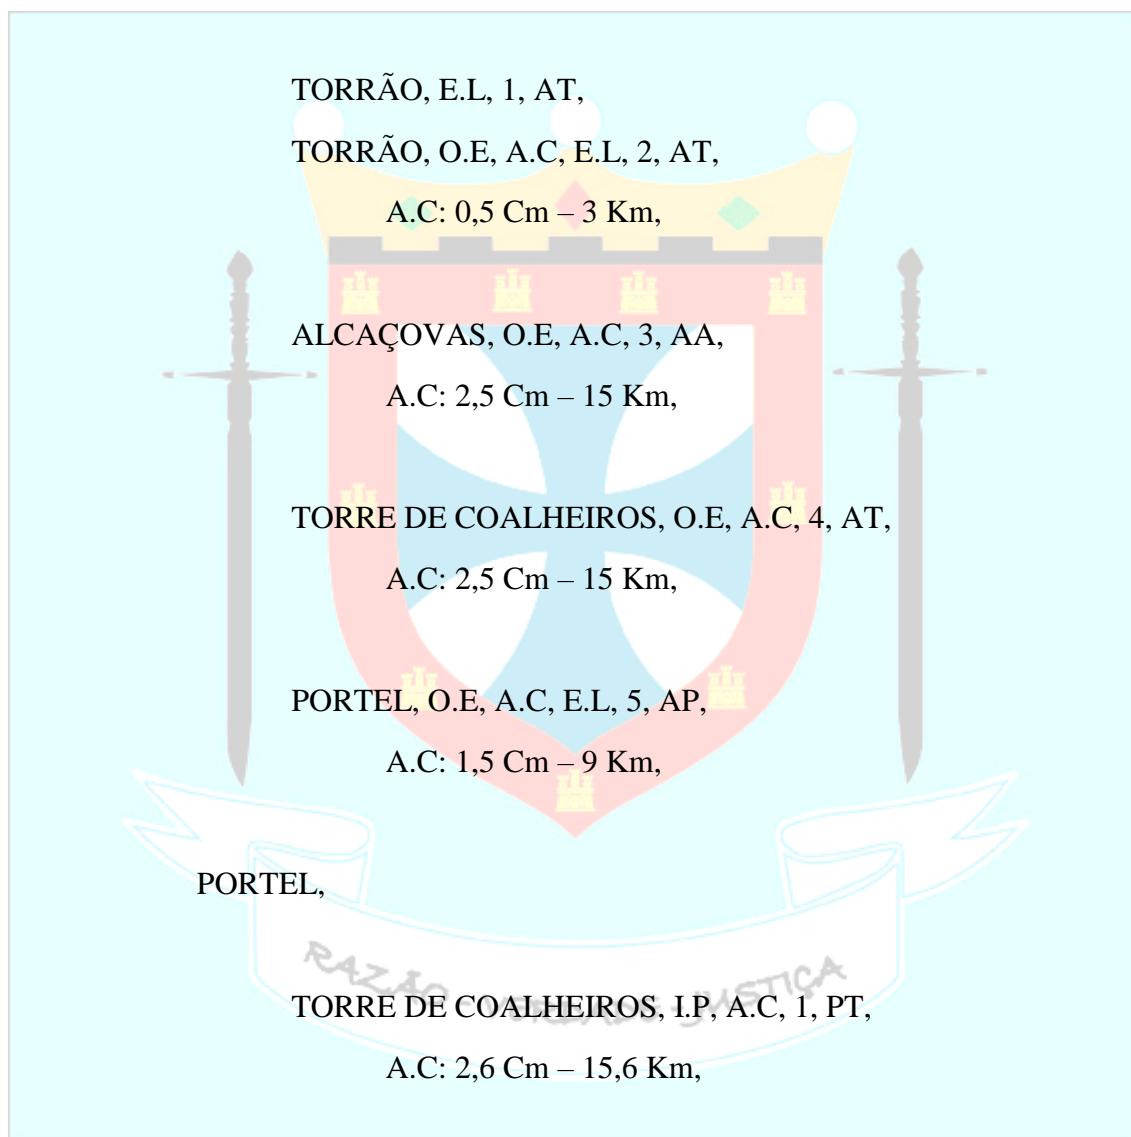 TORRÃO, E.L, 1, AT,
TORRÃO, O.E, A.C, E.L, 2, AT,
A.C: 0,5 Cm – 3 Km,
ALCAÇOVAS, O.E, A.C, 3, AA,
A.C: 2,5 Cm – 15 Km,
TORRE DE COALHEIROS, O.E, A.C, 4, AT,
A.C: 2,5 Cm – 15 Km,
PORTEL, O.E, A.C, E.L, 5, AP,
A.C: 1,5 Cm – 9 Km,
PORTEL,
RAZÃO - VERDADE - JUSTIÇA
TORRE DE COALHEIROS, I.P, A.C, 1, PT,
A.C: 2,6 Cm – 15,6 Km,